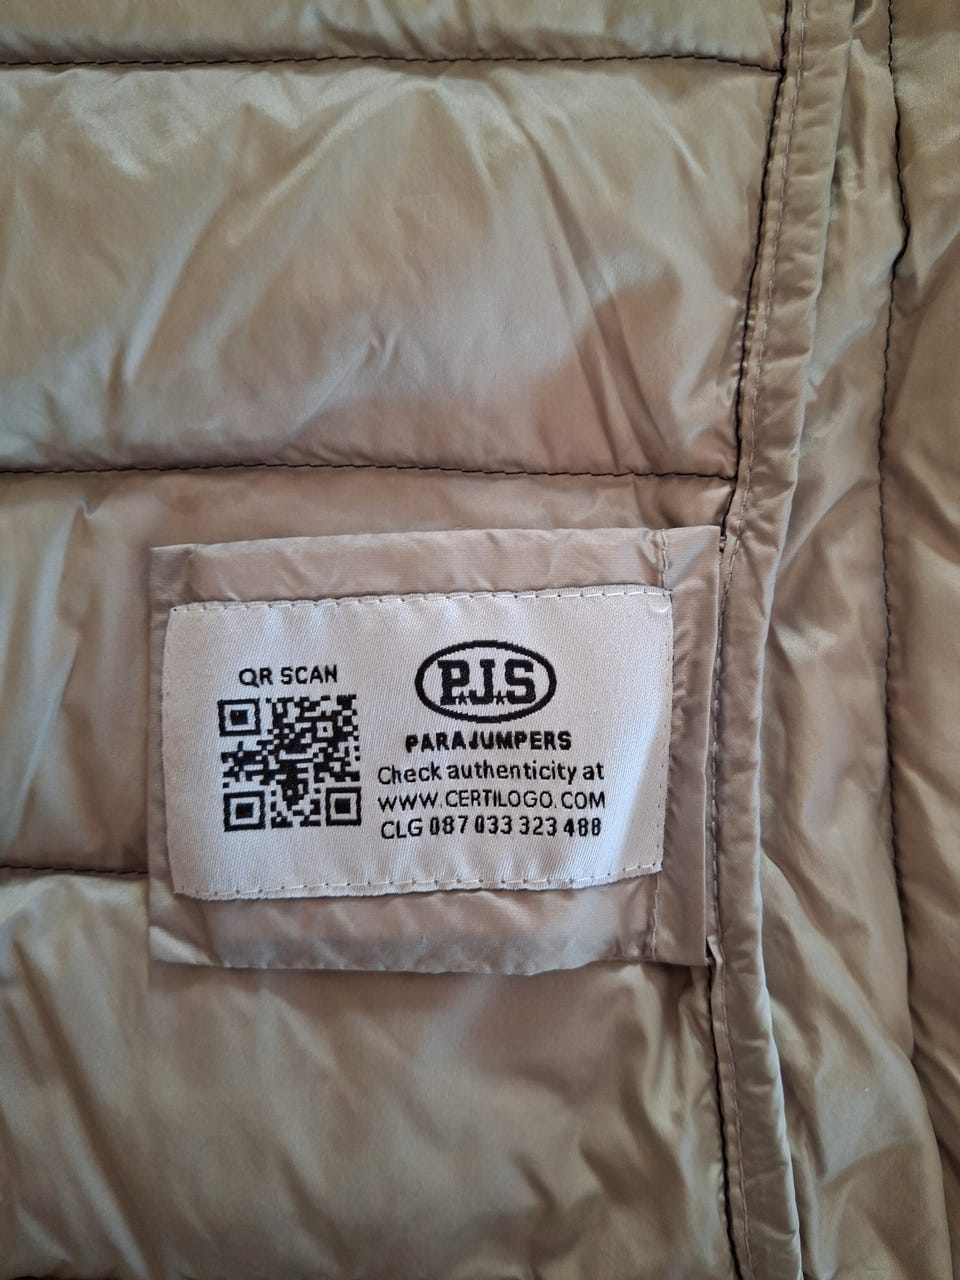 QR SCAN
P.J.S
PARAJUMPERS
Check authenticity at
WWW.CERTILOGO.COM
CLG 087 033 323 488